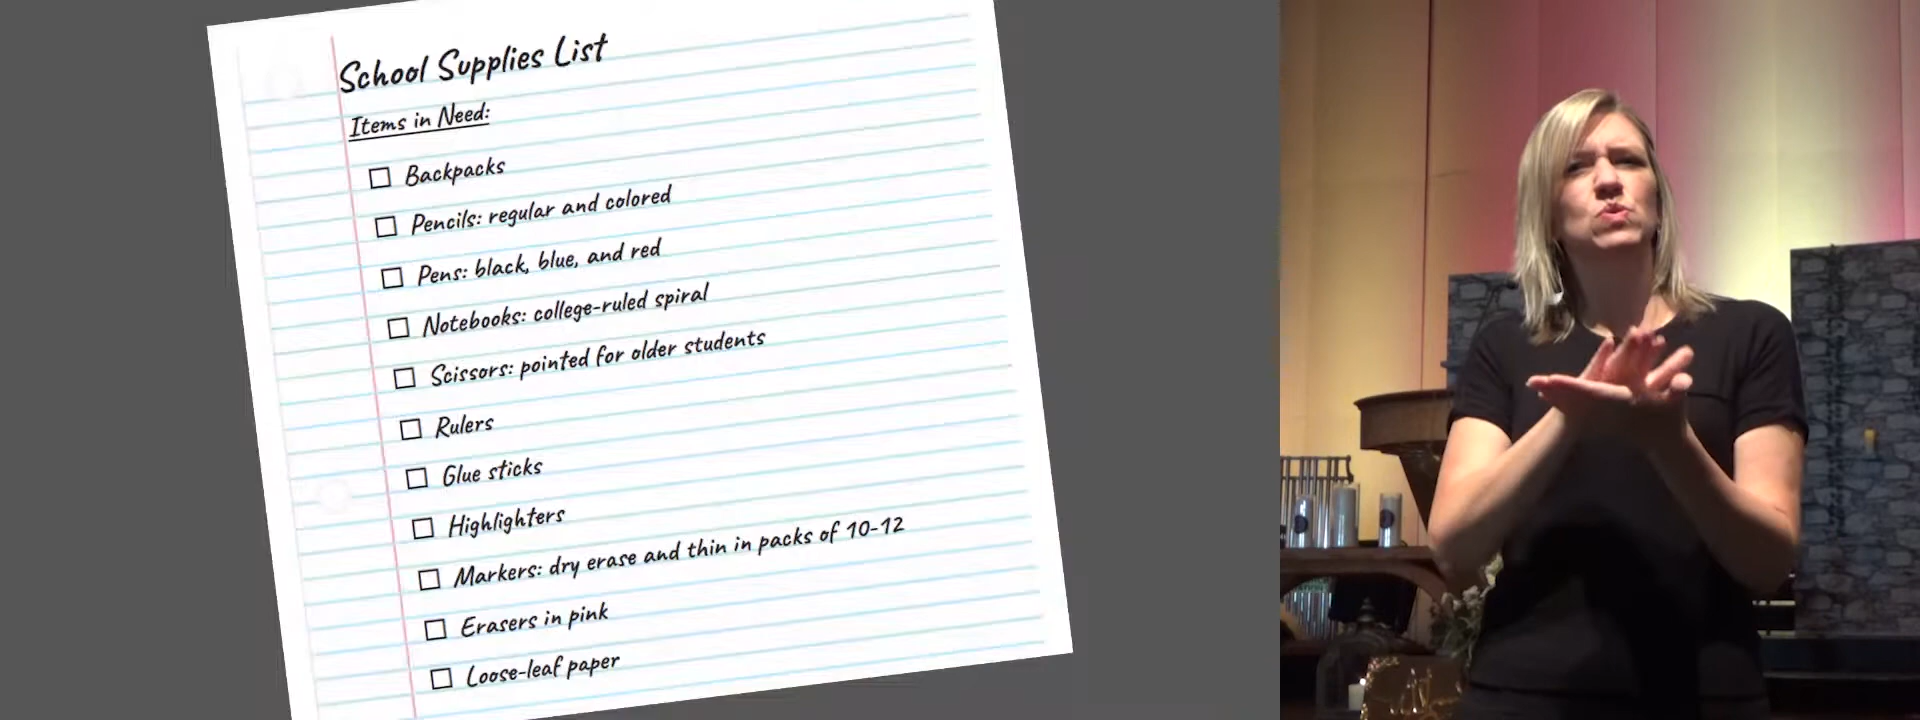 School Supplies List
Items in Need:
Backpacks
Pencils: regular and colored
Pens: black, blue, and red
Notebooks: college-ruled spiral
Scissors: pointed for older students
Rulers
Glue sticks
Highlighters
Markers: dry erase and thin in packs of 10-12
Erasers in pink
Loose-leaf paper